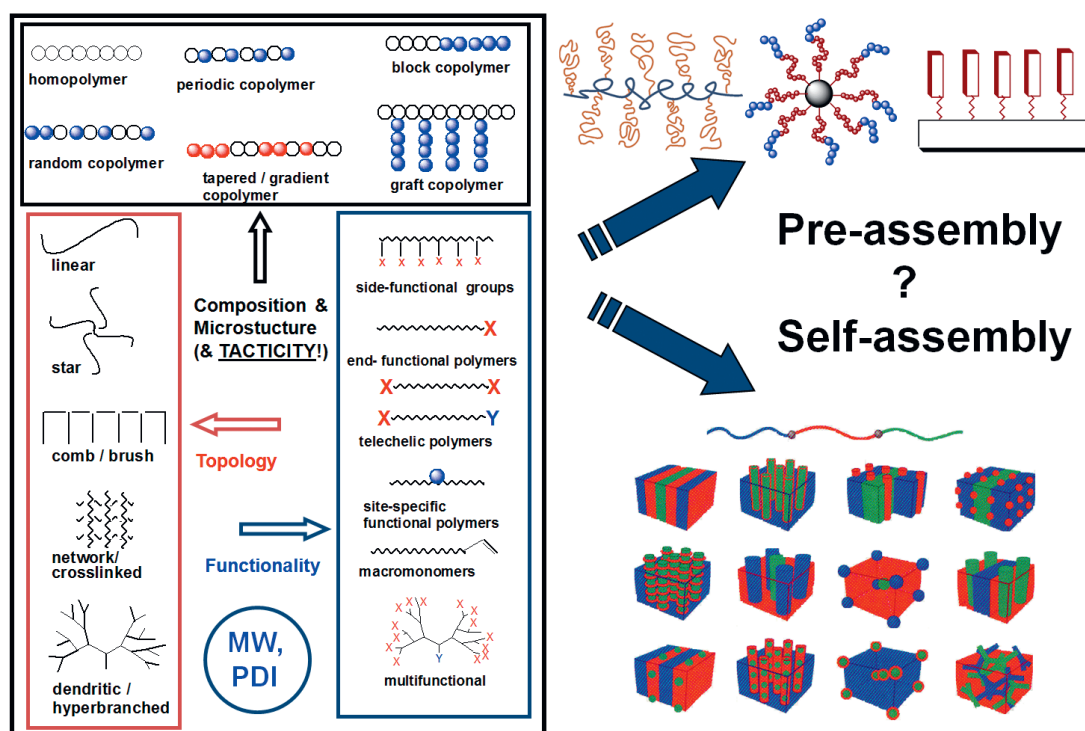 homopolymer
periodic copolymer
block copolymer
random copolymer
tapered / gradient
copolymer
graft copolymer
linear
star
comb / brush
network/
crosslinked
dendritic /
hyperbranched
Composition &
Microstucture
(& TACTICITY!)
Topology
Functionality
MW,
PDI
X X X X X X
side-functional groups
X
end- functional polymers
X X
X Y
telechelic polymers
site-specific
functional polymers
macromonomers
X X X X X X X X X X X X
Y
multifunctional
Pre-assembly
?
Self-assembly